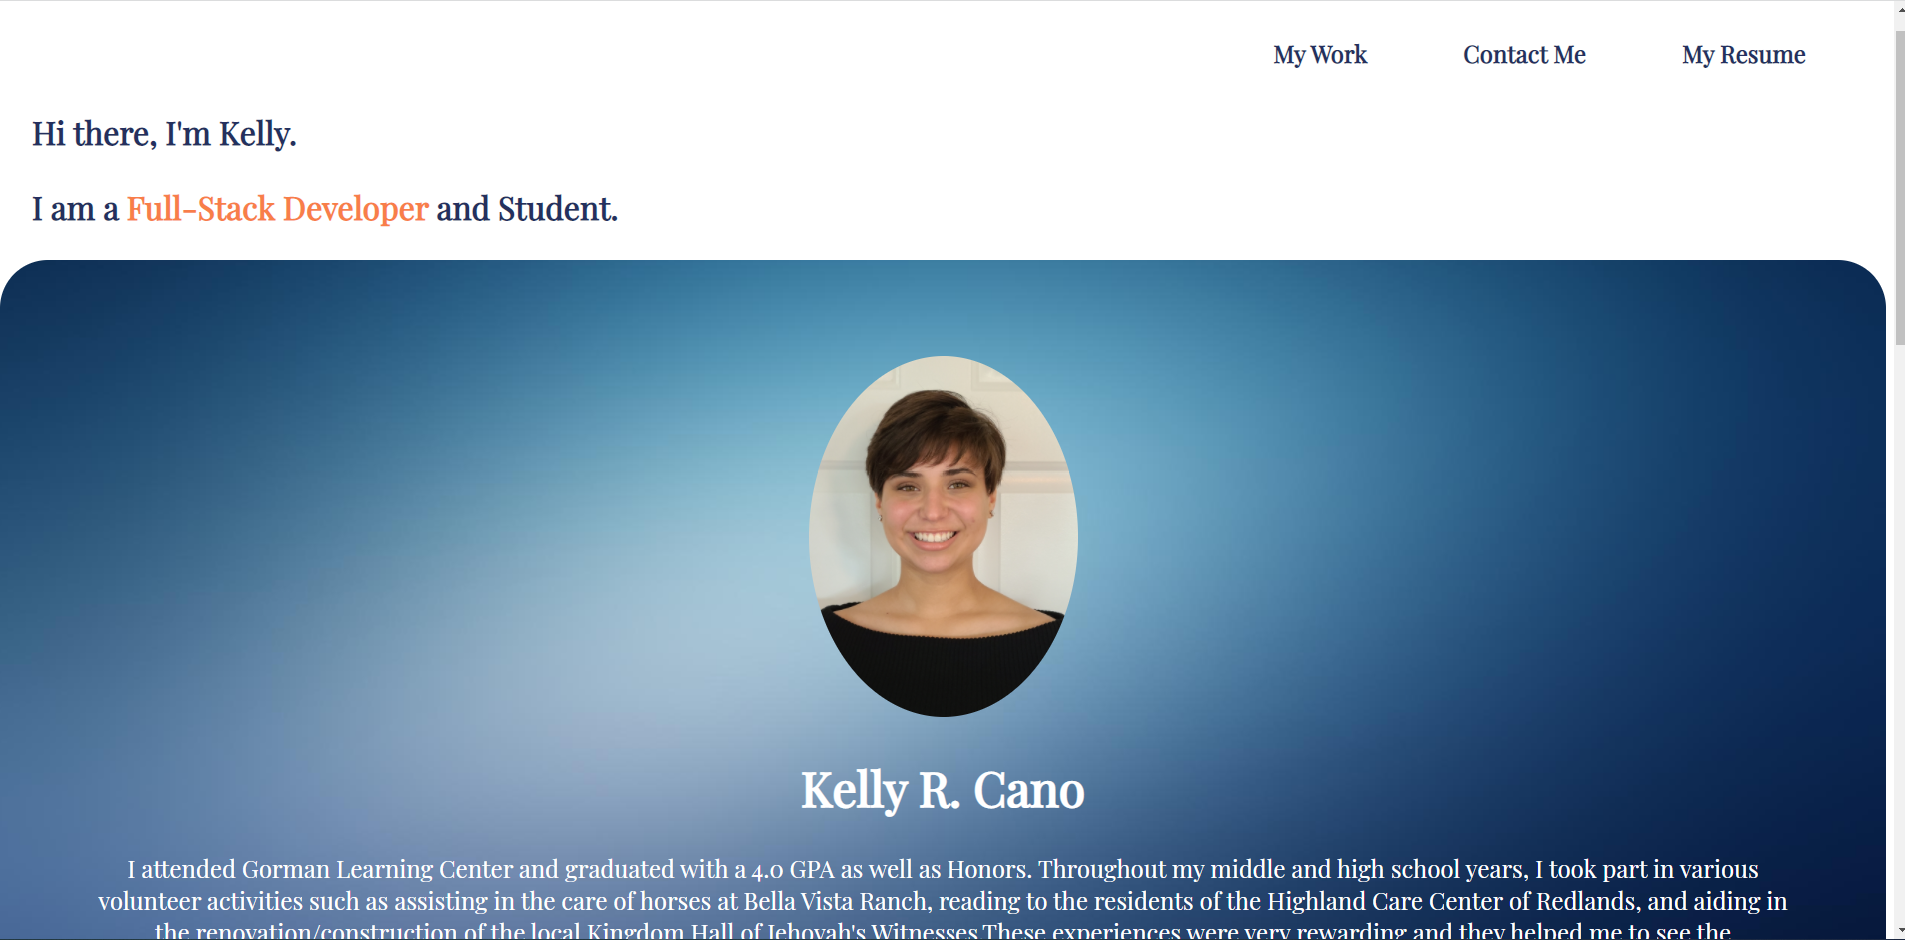 My Work Contact Me My Resume
Hi there, I'm Kelly.
I am a Full-Stack Developer and Student.
Kelly R. Cano
I attended Gorman Learning Center and graduated with a 4.0 GPA as well as Honors. Throughout my middle and high school years, I took part in various
volunteer activities such as assisting in the care of horses at Bella Vista Ranch, reading to the residents of the Highland Care Center of Redlands, and aiding in
the renovation/construction of the local Kingdom Hall of Jehovah's Witnesses.These experiences were very rewarding and they helped me to see the